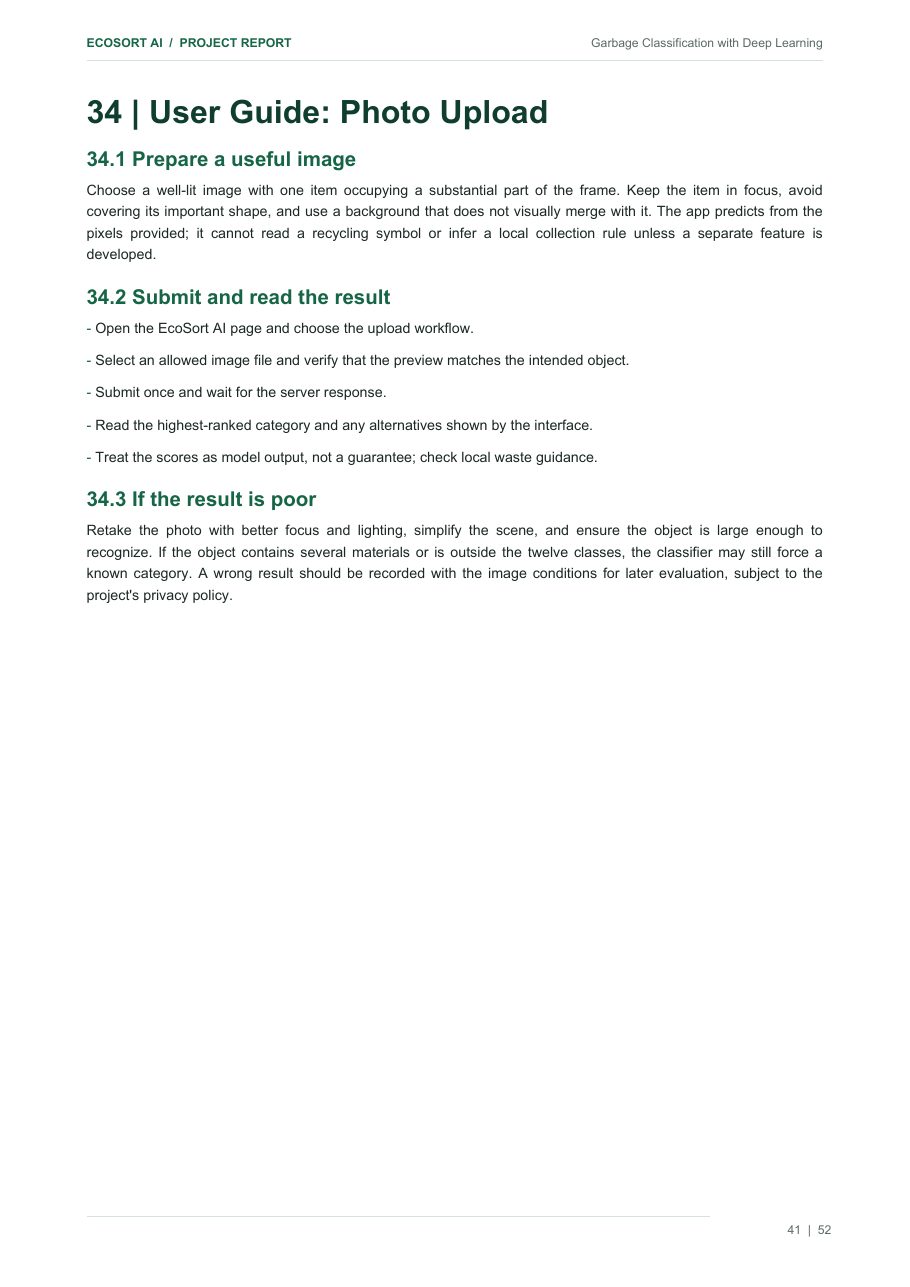 ECOSORT AI / PROJECT REPORT
Garbage Classification with Deep Learning
34 | User Guide: Photo Upload
34.1 Prepare a useful image
Choose a well-lit image with one item occupying a substantial part of the frame. Keep the item in focus, avoid
covering its important shape, and use a background that does not visually merge with it. The app predicts from the
pixels provided; it cannot read a recycling symbol or infer a local collection rule unless a separate feature is
developed.
34.2 Submit and read the result
- Open the EcoSort AI page and choose the upload workflow.
- Select an allowed image file and verify that the preview matches the intended object.
- Submit once and wait for the server response.
- Read the highest-ranked category and any alternatives shown by the interface.
- Treat the scores as model output, not a guarantee; check local waste guidance.
34.3 If the result is poor
Retake the photo with better focus and lighting, simplify the scene, and ensure the object is large enough to
recognize. If the object contains several materials or is outside the twelve classes, the classifier may still force a
known category. A wrong result should be recorded with the image conditions for later evaluation, subject to the
project's privacy policy.
41 | 52